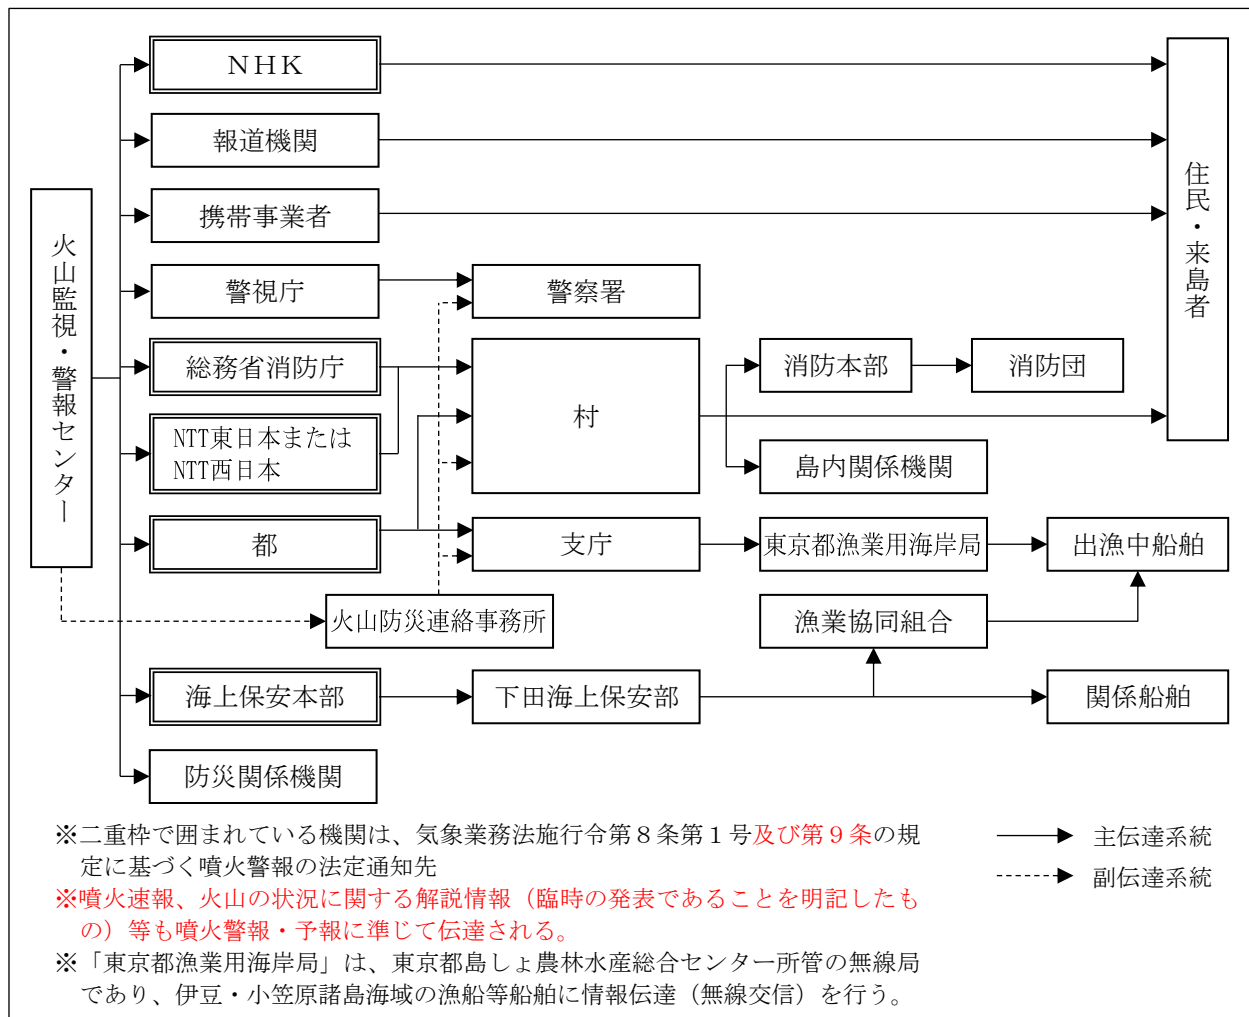 NHK
報道機関
携帯事業者
火山監視・警報センター
警視庁
警察署
総務省消防庁
NTT東日本または
NTT西日本
村
消防本部
消防団
島内関係機関
住民・来島者
都
支庁
東京都漁業用海岸局
出漁中船舶
火山防災連絡事務所
漁業協同組合
海上保安本部
下田海上保安部
関係船舶
防災関係機関
※二重枠で囲まれている機関は、気象業務法施行令第８条第１号及び第９条の規
定に基づく噴火警報の法定通知先
※噴火速報、火山の状況に関する解説情報（臨時の発表であることを明記したも
の）等も噴火警報・予報に準じて伝達される。
※「東京都漁業用海岸局」は、東京都島しょ農林水産総合センター所管の無線局
であり、伊豆・小笠原諸島海域の漁船等船舶に情報伝達（無線交信）を行う。
主伝達系統
副伝達系統